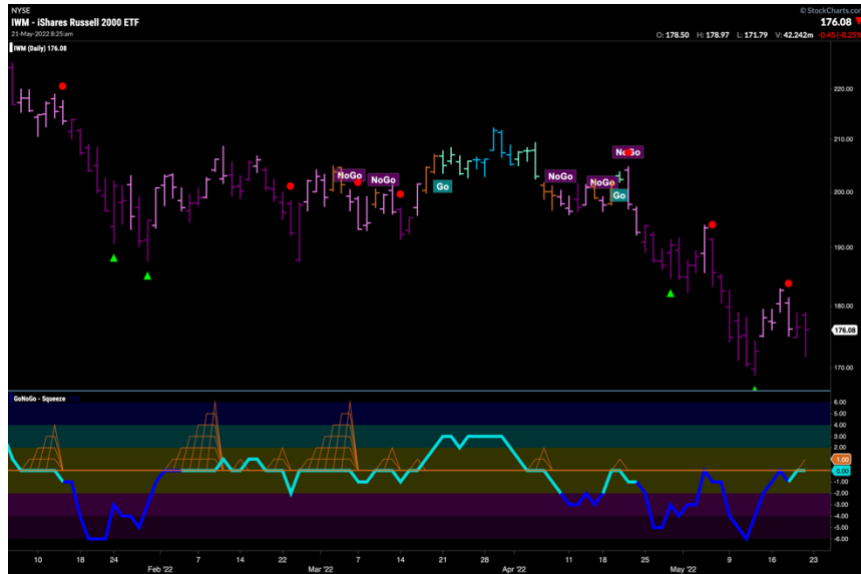 NYSE
© StockCharts.com
IWM - iShares Russell 2000 ETF
176.08
21-May-2022 8:25am
O: 178.50 H: 178.97 L: 171.79 V: 42.242m -0.45 (-0.25%
IWM (Daily) 176.08
220.00
210.00
200.00
190.00
180.00
176.08
170.00
NoGo
NoGo
Go
NoGo
NoGo
NoGo
Go
GoNoGo - Squeeze
6.00
5.00
4.00
3.00
2.00
1.00
0.00
-1.00
-2.00
-3.00
-4.00
-5.00
-6.00
10 18 24 Feb '22 7 14 22 Mar '22 7 14 21 28 Apr '22 11 18 25 May '22 9 16 23